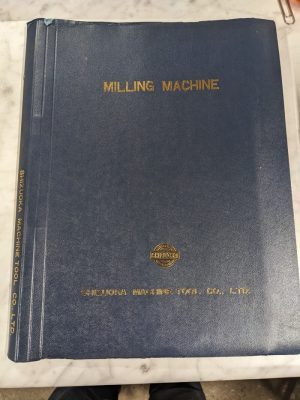 MILLING MACHINE
SHIZUOKA MACHINE TOOL CO., LTD.
SHIZUOKA MACHINE TOOL CO., LTD